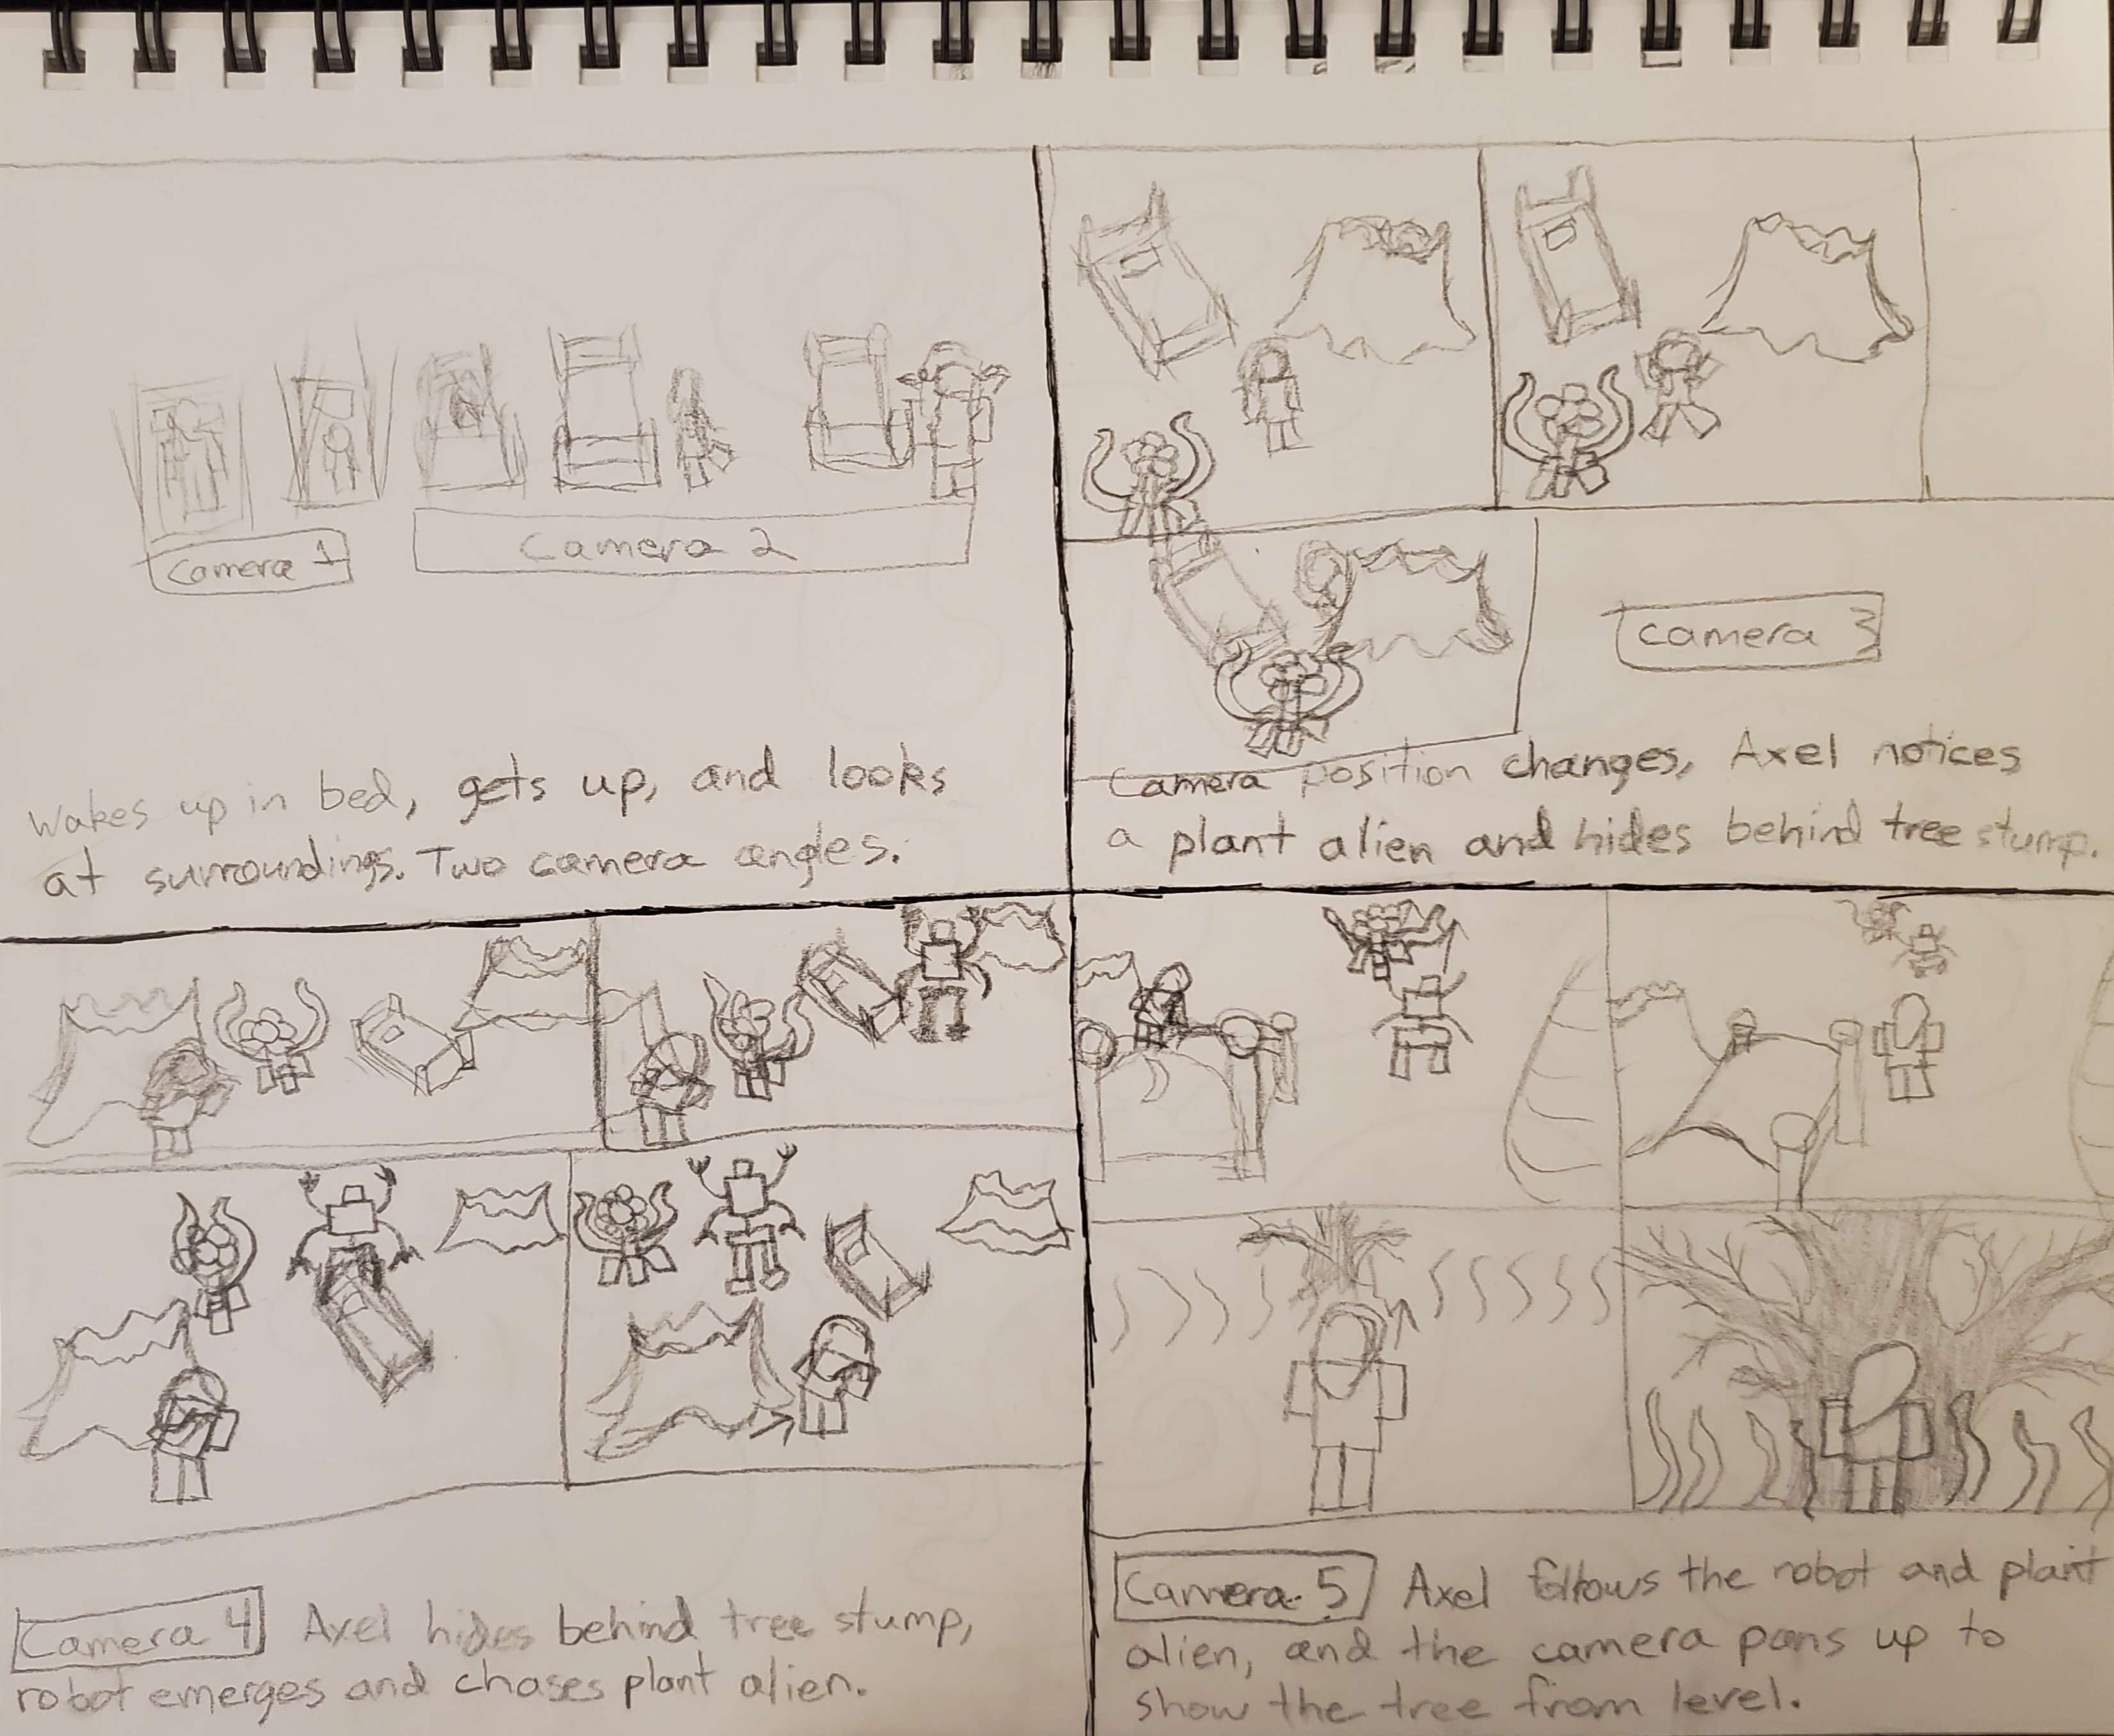 Camera 1
Camera 2
Wakes up in bed, gets up, and looks
at surroundings. Two camera angles.
Camera 3
Camera position changes, Axel notices
a plant alien and hides behind tree stump.
Camera 4 Axel hides behind tree stump,
robot emerges and chases plant alien.
Camera 5 Axel follows the robot and plant
alien, and the camera pans up to
show the tree from level.